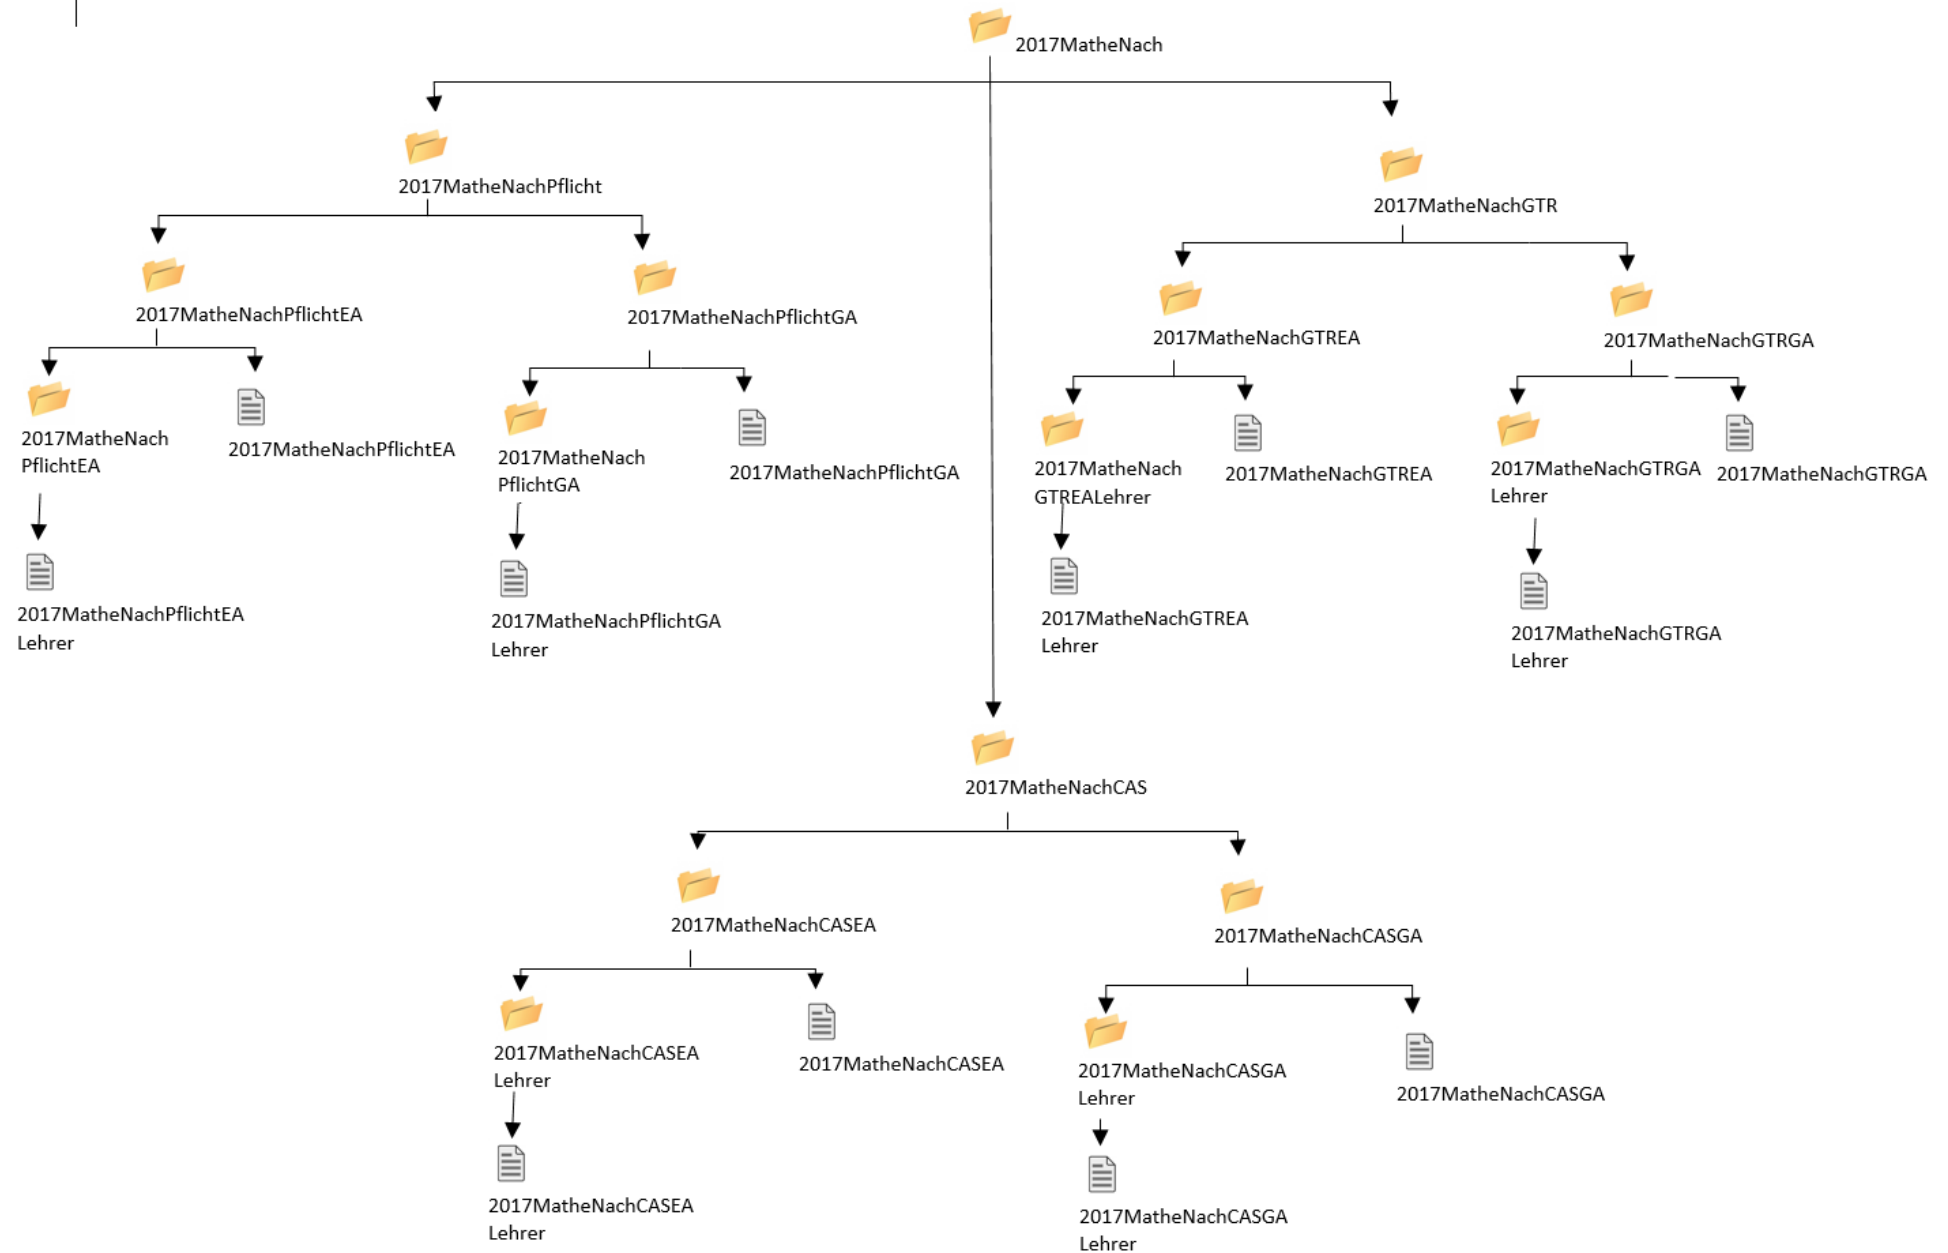 2017MatheNach
2017MatheNachPflicht
2017MatheNachGTR
2017MatheNachPflichtEA
2017MatheNachPflichtGA
2017MatheNachGTREA
2017MatheNachGTRGA
2017MatheNach
PflichtEA
2017MatheNachPflichtEA
2017MatheNach
PflichtGA
2017MatheNachPflichtGA
2017MatheNach
GTREALehrer
2017MatheNachGTREA
2017MatheNachGTRGA
Lehrer
2017MatheNachGTRGA
2017MatheNachPflichtEA
Lehrer
2017MatheNachPflichtGA
Lehrer
2017MatheNachGTREA
Lehrer
2017MatheNachGTRGA
Lehrer
2017MatheNachCAS
2017MatheNachCASEA
2017MatheNachCASGA
2017MatheNachCASEA
Lehrer
2017MatheNachCASEA
2017MatheNachCASGA
Lehrer
2017MatheNachCASGA
2017MatheNachCASEA
Lehrer
2017MatheNachCASGA
Lehrer